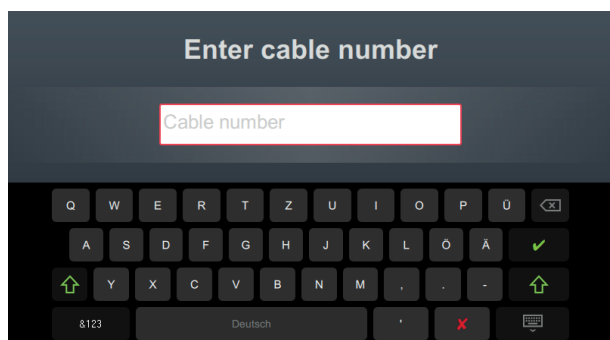 Enter cable number
Cable number
Q W E R T Z U I O P Ü
A S D F G H J K L Ö Ä
Y X C V B N M , . -
&123 Deutsch '